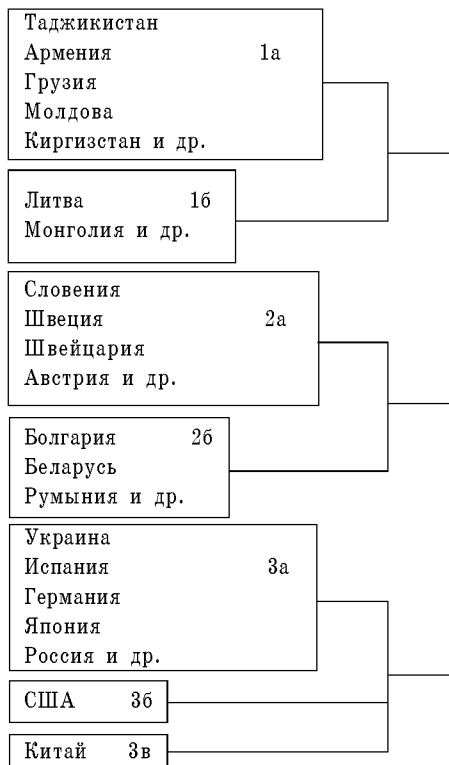 Таджикистан
Армения 1а
Грузия
Молдова
Киргизстан и др.
Литва 1б
Монголия и др.
Словения
Швеция 2а
Швейцария
Австрия и др.
Болгария 2б
Беларусь
Румыния и др.
Украина
Испания 3а
Германия
Япония
Россия и др.
США 3б
Китай 3в